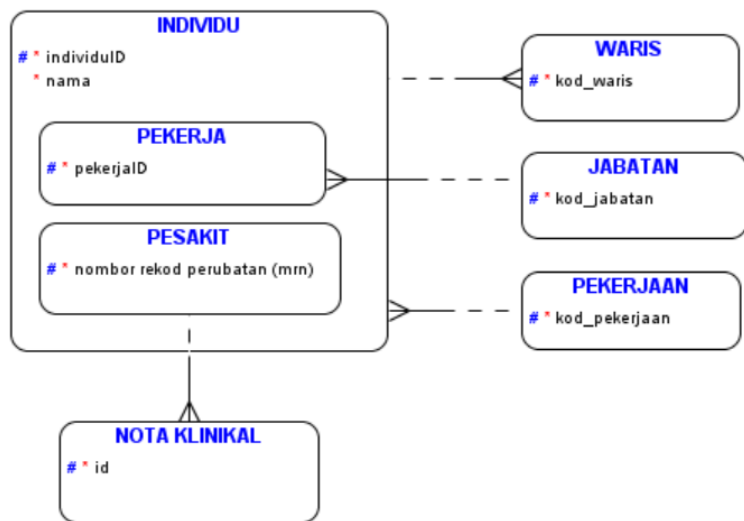 INDIVIDU
# * individuID
* nama
PEKERJA
# * pekerjaID
PESAKIT
# * nombor rekod perubatan (mrn)
WARIS
# * kod_waris
JABATAN
# * kod_jabatan
PEKERJAAN
# * kod_pekerjaan
NOTA KLINIKAL
# * id